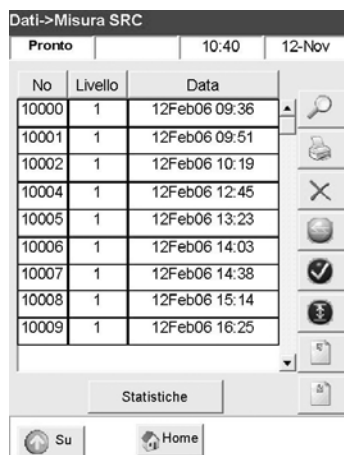 Dati->Misura SRC
Pronto 10:40 12-Nov
No Livello Data
10000 1 12Feb06 09:36
10001 1 12Feb06 09:51
10002 1 12Feb06 10:19
10004 1 12Feb06 12:45
10005 1 12Feb06 13:23
10006 1 12Feb06 14:03
10007 1 12Feb06 14:38
10008 1 12Feb06 15:14
10009 1 12Feb06 16:25
Statistiche
Su Home